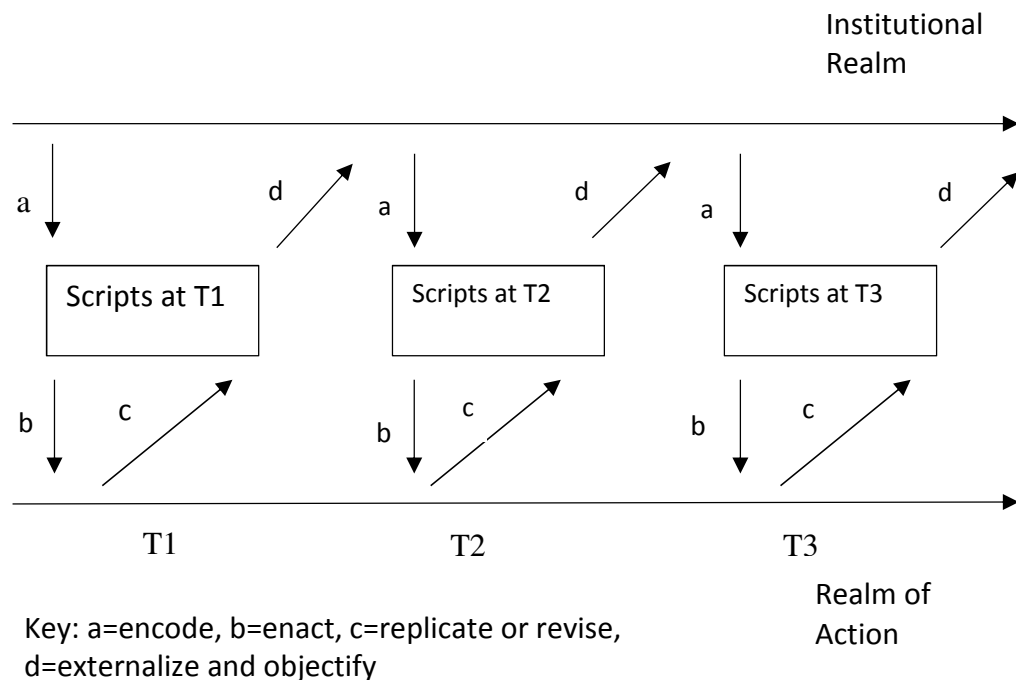 Institutional
Realm
a
d
a
d
a
d
Scripts at T1
Scripts at T2
Scripts at T3
b
c
b
c
b
c
T1
T2
T3
Realm of
Action
Key: a=encode, b=enact, c=replicate or revise,
d=externalize and objectify